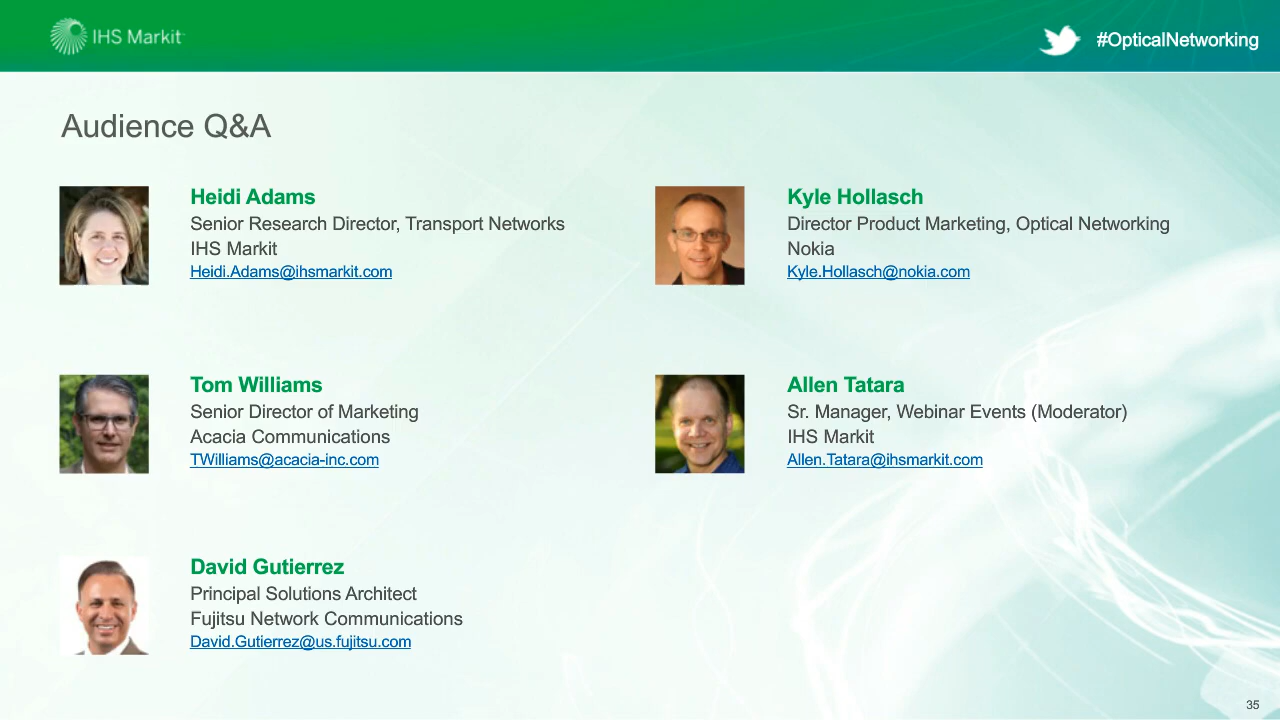 IHS Markit
#OpticalNetworking
Audience Q&A
Heidi Adams
Senior Research Director, Transport Networks
IHS Markit
Heidi.Adams@ihsmarkit.com
Kyle Hollasch
Director Product Marketing, Optical Networking
Nokia
Kyle.Hollasch@nokia.com
Tom Williams
Senior Director of Marketing
Acacia Communications
TWilliams@acacia-inc.com
Allen Tatara
Sr. Manager, Webinar Events (Moderator)
IHS Markit
Allen.Tatara@ihsmarkit.com
David Gutierrez
Principal Solutions Architect
Fujitsu Network Communications
David.Gutierrez@us.fujitsu.com
35